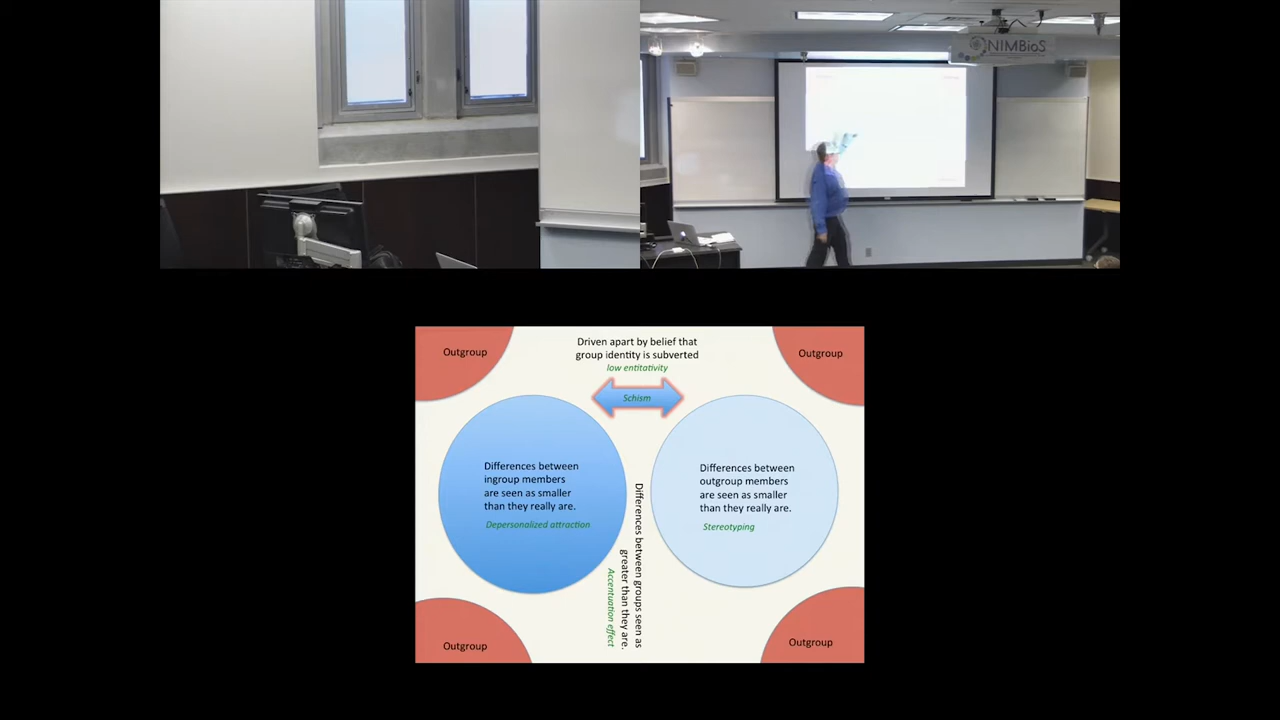 NIMBioS
Outgroup
Driven apart by belief that
group identity is subverted
low entitativity
Outgroup
Schism
Differences between
ingroup members
are seen as smaller
than they really are.
Depersonalized attraction
Differences between groups seen as
greater than they are.
Accentuation effect
Differences between
outgroup members
are seen as smaller
than they really are.
Stereotyping
Outgroup
Outgroup